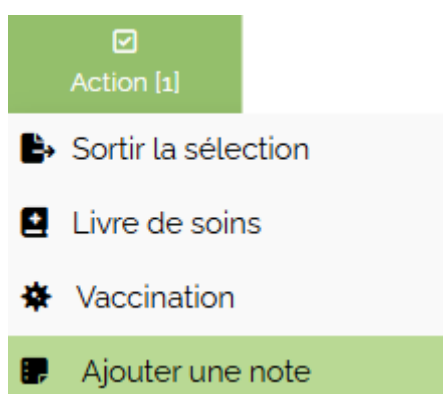 Action [1]
Sortir la sélection
Livre de soins
Vaccination
Ajouter une note